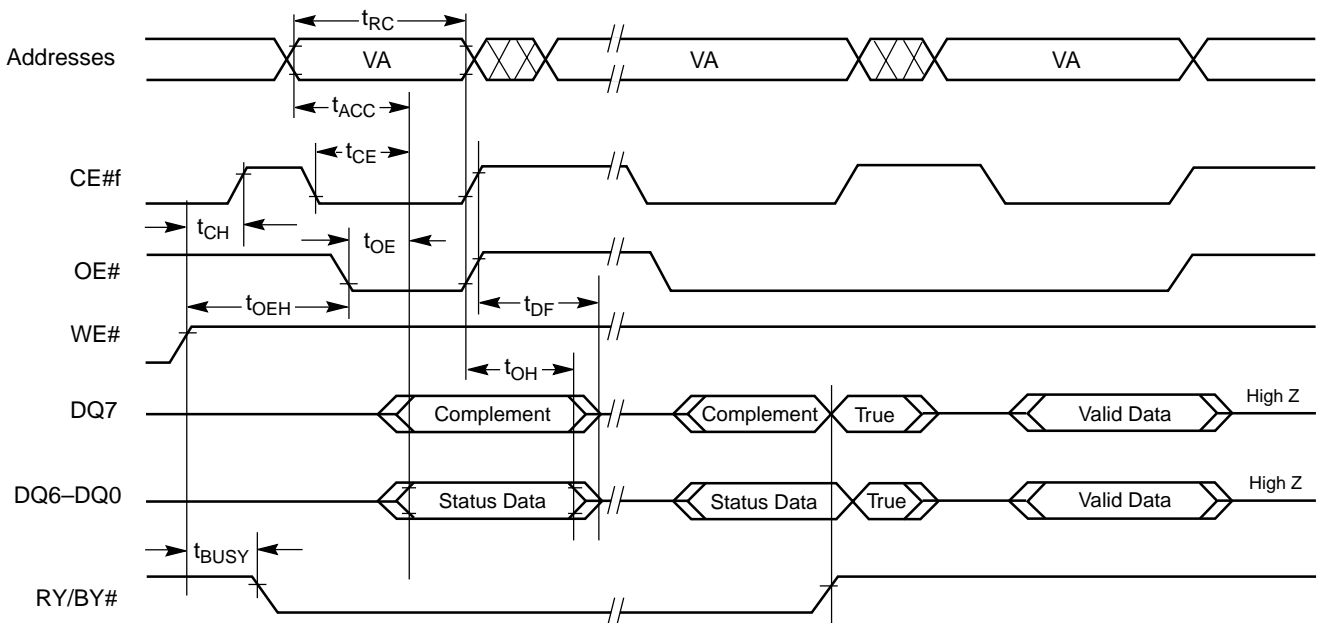 tRC
Addresses VA VA VA
tACC
tCE
CE#f
tCH tOE
OE#
tOEH tDF
WE#
tOH
DQ7 Complement Complement True Valid Data High Z
DQ6–DQ0 Status Data Status Data True Valid Data High Z
tBUSY
RY/BY#